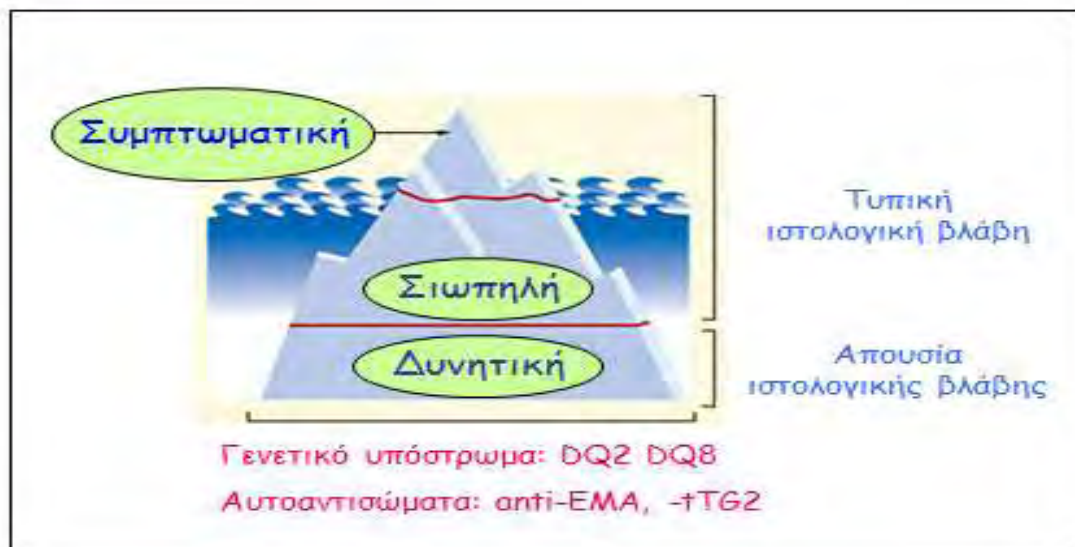 Συμπτωματική
Τυπική
ιστολογική βλάβη
Σιωπηλή
Δυνητική
Απουσία
ιστολογικής βλάβης
Γενετικό υπόστρωμα: DQ2 DQ8
Αυτοαντισώματα: anti-EMA, -tTG2